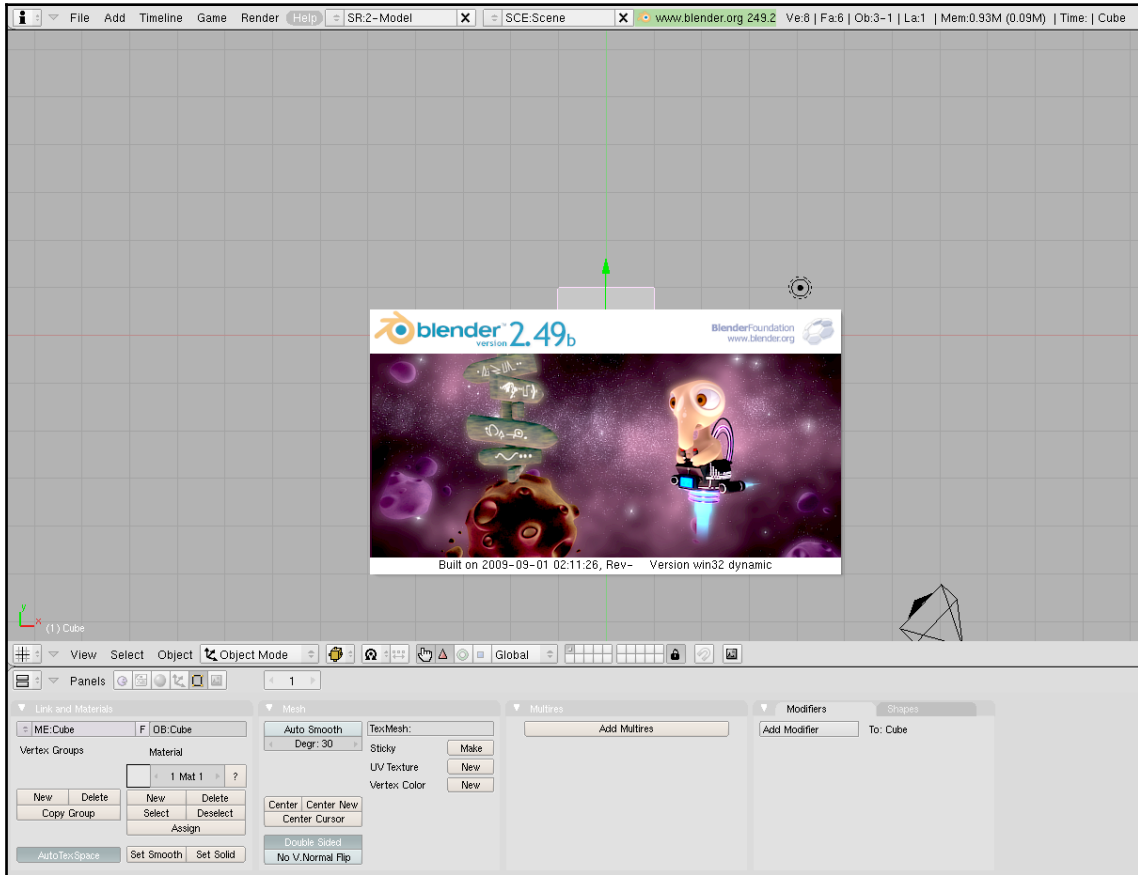 File Add Timeline Game Render Help SR:2-Model X SCE:Scene X www.blender.org 249.2 Ve:8 | Fa:6 | Ob:3-1 | La:1 | Mem:0.93M (0.09M) | Time: | Cube
blender™ version 2.49b
BlenderFoundation
www.blender.org
Built on 2009-09-01 02:11:26, Rev- Version win32 dynamic
y
x
(1) Cube
View Select Object Object Mode Global
Panels 1
Link and Materials
ME:Cube F OB:Cube
Vertex Groups Material
1 Mat 1 ?
New Delete New Delete
Copy Group Select Deselect
Assign
AutoTexSpace Set Smooth Set Solid
Mesh
Auto Smooth TexMesh:
Degr: 30 Sticky Make
UV Texture New
Vertex Color New
Center Center New
Center Cursor
Double Sided
No V.Normal Flip
Multires
Add Multires
Modifiers Shapes
Add Modifier To: Cube